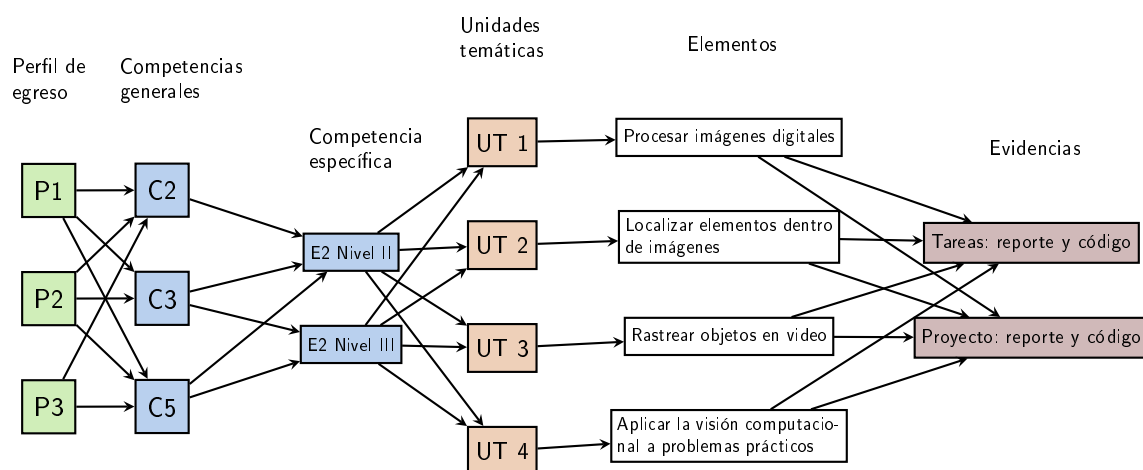 Perfil de
egreso
Competencias
generales
Competencia
específica
Unidades
temáticas
Elementos
Evidencias
P1
P2
P3
C2
C3
C5
E2 Nivel II
E2 Nivel III
UT 1
UT 2
UT 3
UT 4
Procesar imágenes digitales
Localizar elementos dentro
de imágenes
Rastrear objetos en video
Aplicar la visión computacio-
nal a problemas prácticos
Tareas: reporte y código
Proyecto: reporte y código